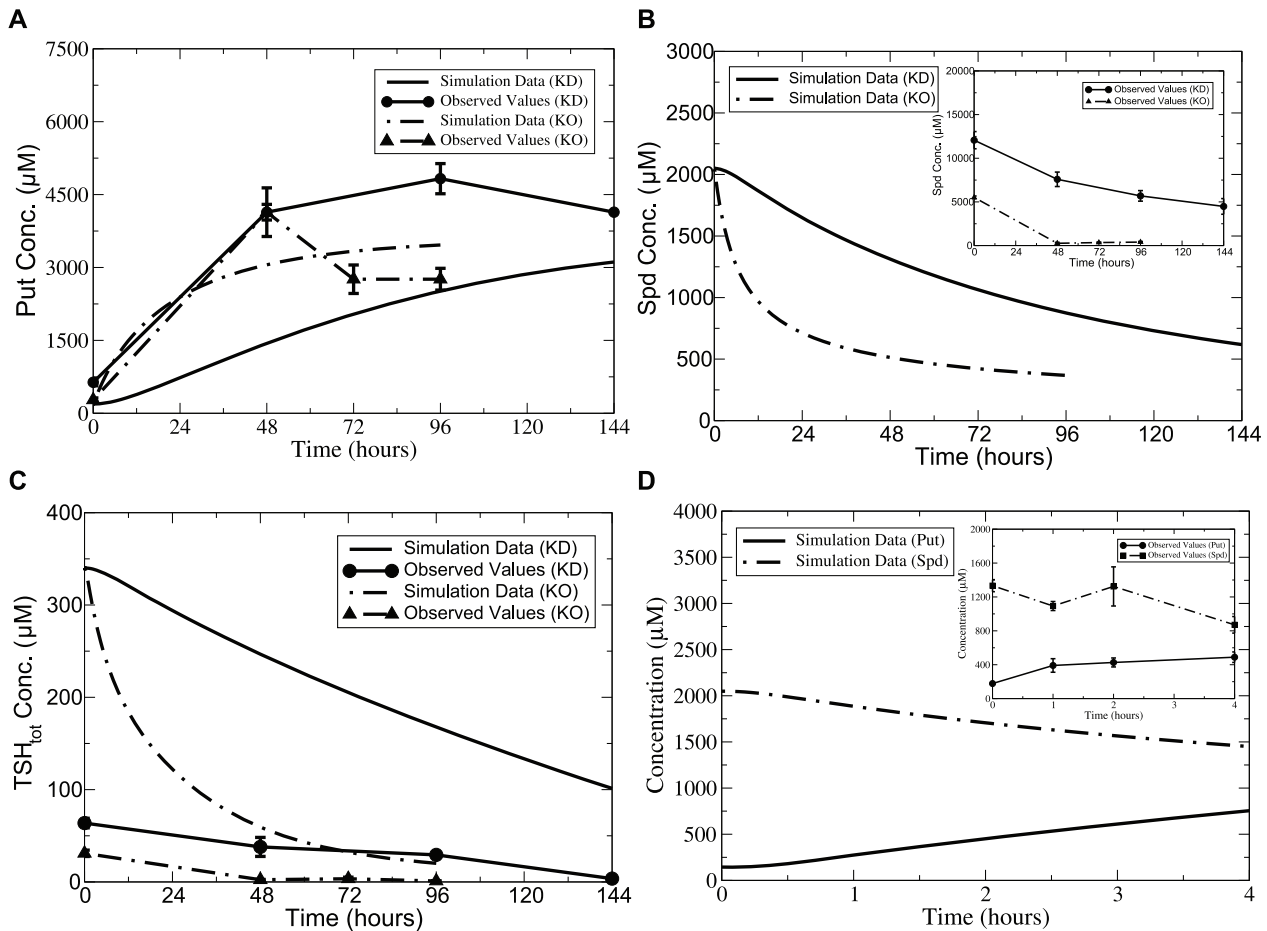 A
7500
6000
4500
3000
1500
0
Put Conc. (µM)
Simulation Data (KD)
Observed Values (KD)
Simulation Data (KO)
Observed Values (KO)
0 24 48 72 96 120 144
Time (hours)
B
3000
2500
2000
1500
1000
500
0
Spd Conc. (µM)
Simulation Data (KD)
Simulation Data (KO)
20000
15000
10000
5000
0
Spd Conc. (µM)
Observed Values (KD)
Observed Values (KO)
0 24 48 72 96 120 144
Time (hours)
0 24 48 72 96 120 144
Time (hours)
C
400
300
200
100
0
TSHtot Conc. (µM)
Simulation Data (KD)
Observed Values (KD)
Simulation Data (KO)
Observed Values (KO)
0 24 48 72 96 120 144
Time (hours)
D
4000
3750
3500
3250
3000
2750
2500
2250
2000
1750
1500
1250
1000
750
500
250
0
Concentration (µM)
Simulation Data (Put)
Simulation Data (Spd)
2000
1600
1200
800
400
0
Concentration (µM)
Observed Values (Put)
Observed Values (Spd)
0 1 2 3 4
Time (hours)
0 1 2 3 4
Time (hours)